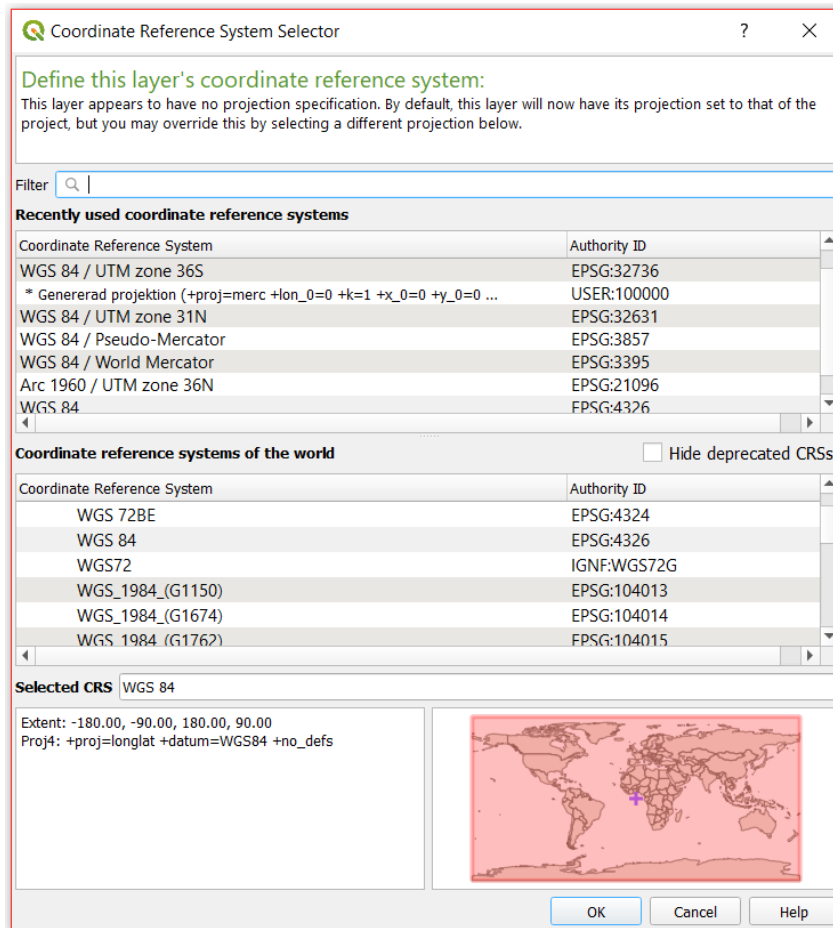 Coordinate Reference System Selector
Define this layer's coordinate reference system:
This layer appears to have no projection specification. By default, this layer will now have its projection set to that of the
project, but you may override this by selecting a different projection below.
Filter
Recently used coordinate reference systems
Coordinate Reference System Authority ID
WGS 84 / UTM zone 36S EPSG:32736
* Genererad projektion (+proj=merc +lon_0=0 +k=1 +x_0=0 +y_0=0 ... USER:100000
WGS 84 / UTM zone 31N EPSG:32631
WGS 84 / Pseudo-Mercator EPSG:3857
WGS 84 / World Mercator EPSG:3395
Arc 1960 / UTM zone 36N EPSG:21096
WGS 84 EPSG:4326
Coordinate reference systems of the world Hide deprecated CRSs
Coordinate Reference System Authority ID
WGS 72BE EPSG:4324
WGS 84 EPSG:4326
WGS72 IGNF:WGS72G
WGS_1984_(G1150) EPSG:104013
WGS_1984_(G1674) EPSG:104014
WGS_1984_(G1762) EPSG:104015
Selected CRS WGS 84
Extent: -180.00, -90.00, 180.00, 90.00
Proj4: +proj=longlat +datum=WGS84 +no_defs
OK Cancel Help